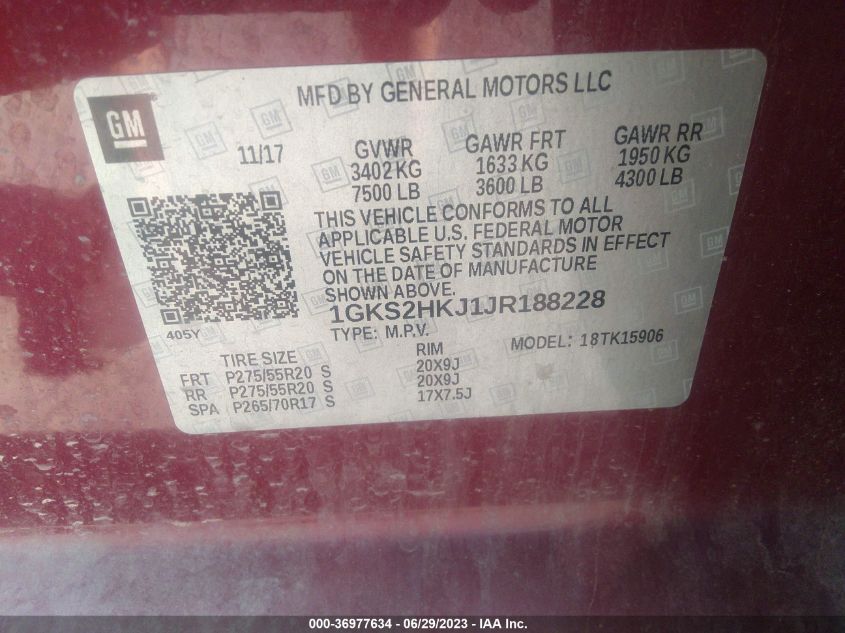 MFD BY GENERAL MOTORS LLC
GM
11/17
GVWR GAWR FRT GAWR RR
3402 KG 1633 KG 1950 KG
7500 LB 3600 LB 4300 LB
THIS VEHICLE CONFORMS TO ALL
APPLICABLE U.S. FEDERAL MOTOR
VEHICLE SAFETY STANDARDS IN EFFECT
ON THE DATE OF MANUFACTURE
SHOWN ABOVE.
1GKS2HKJ1JR188228
405Y
TYPE: M.P.V. MODEL: 18TK15906
TIRE SIZE RIM
FRT P275/55R20 S 20X9J
RR P275/55R20 S 20X9J
SPA P265/70R17 S 17X7.5J
000-36977634 - 06/29/2023 - IAA Inc.